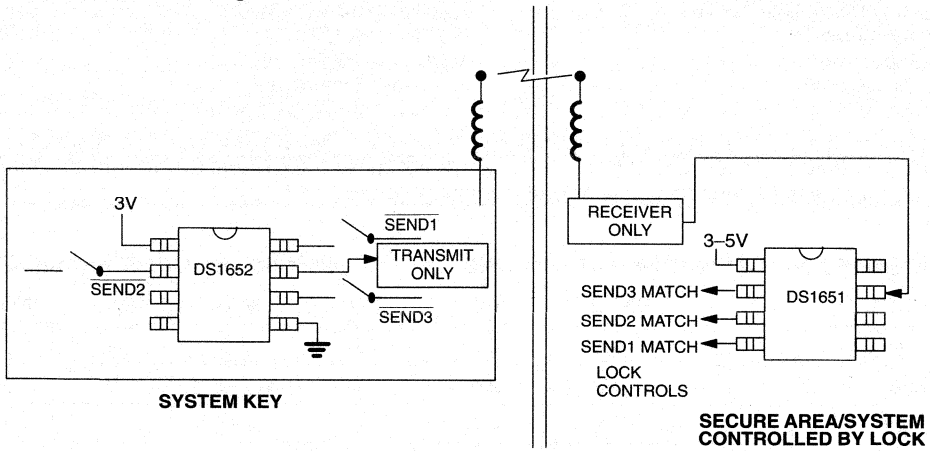 3V
DS1652
SEND1
TRANSMIT
ONLY
SEND2
SEND3
SYSTEM KEY
RECEIVER
ONLY
3–5V
DS1651
SEND3 MATCH
SEND2 MATCH
SEND1 MATCH
LOCK
CONTROLS
SECURE AREA/SYSTEM
CONTROLLED BY LOCK